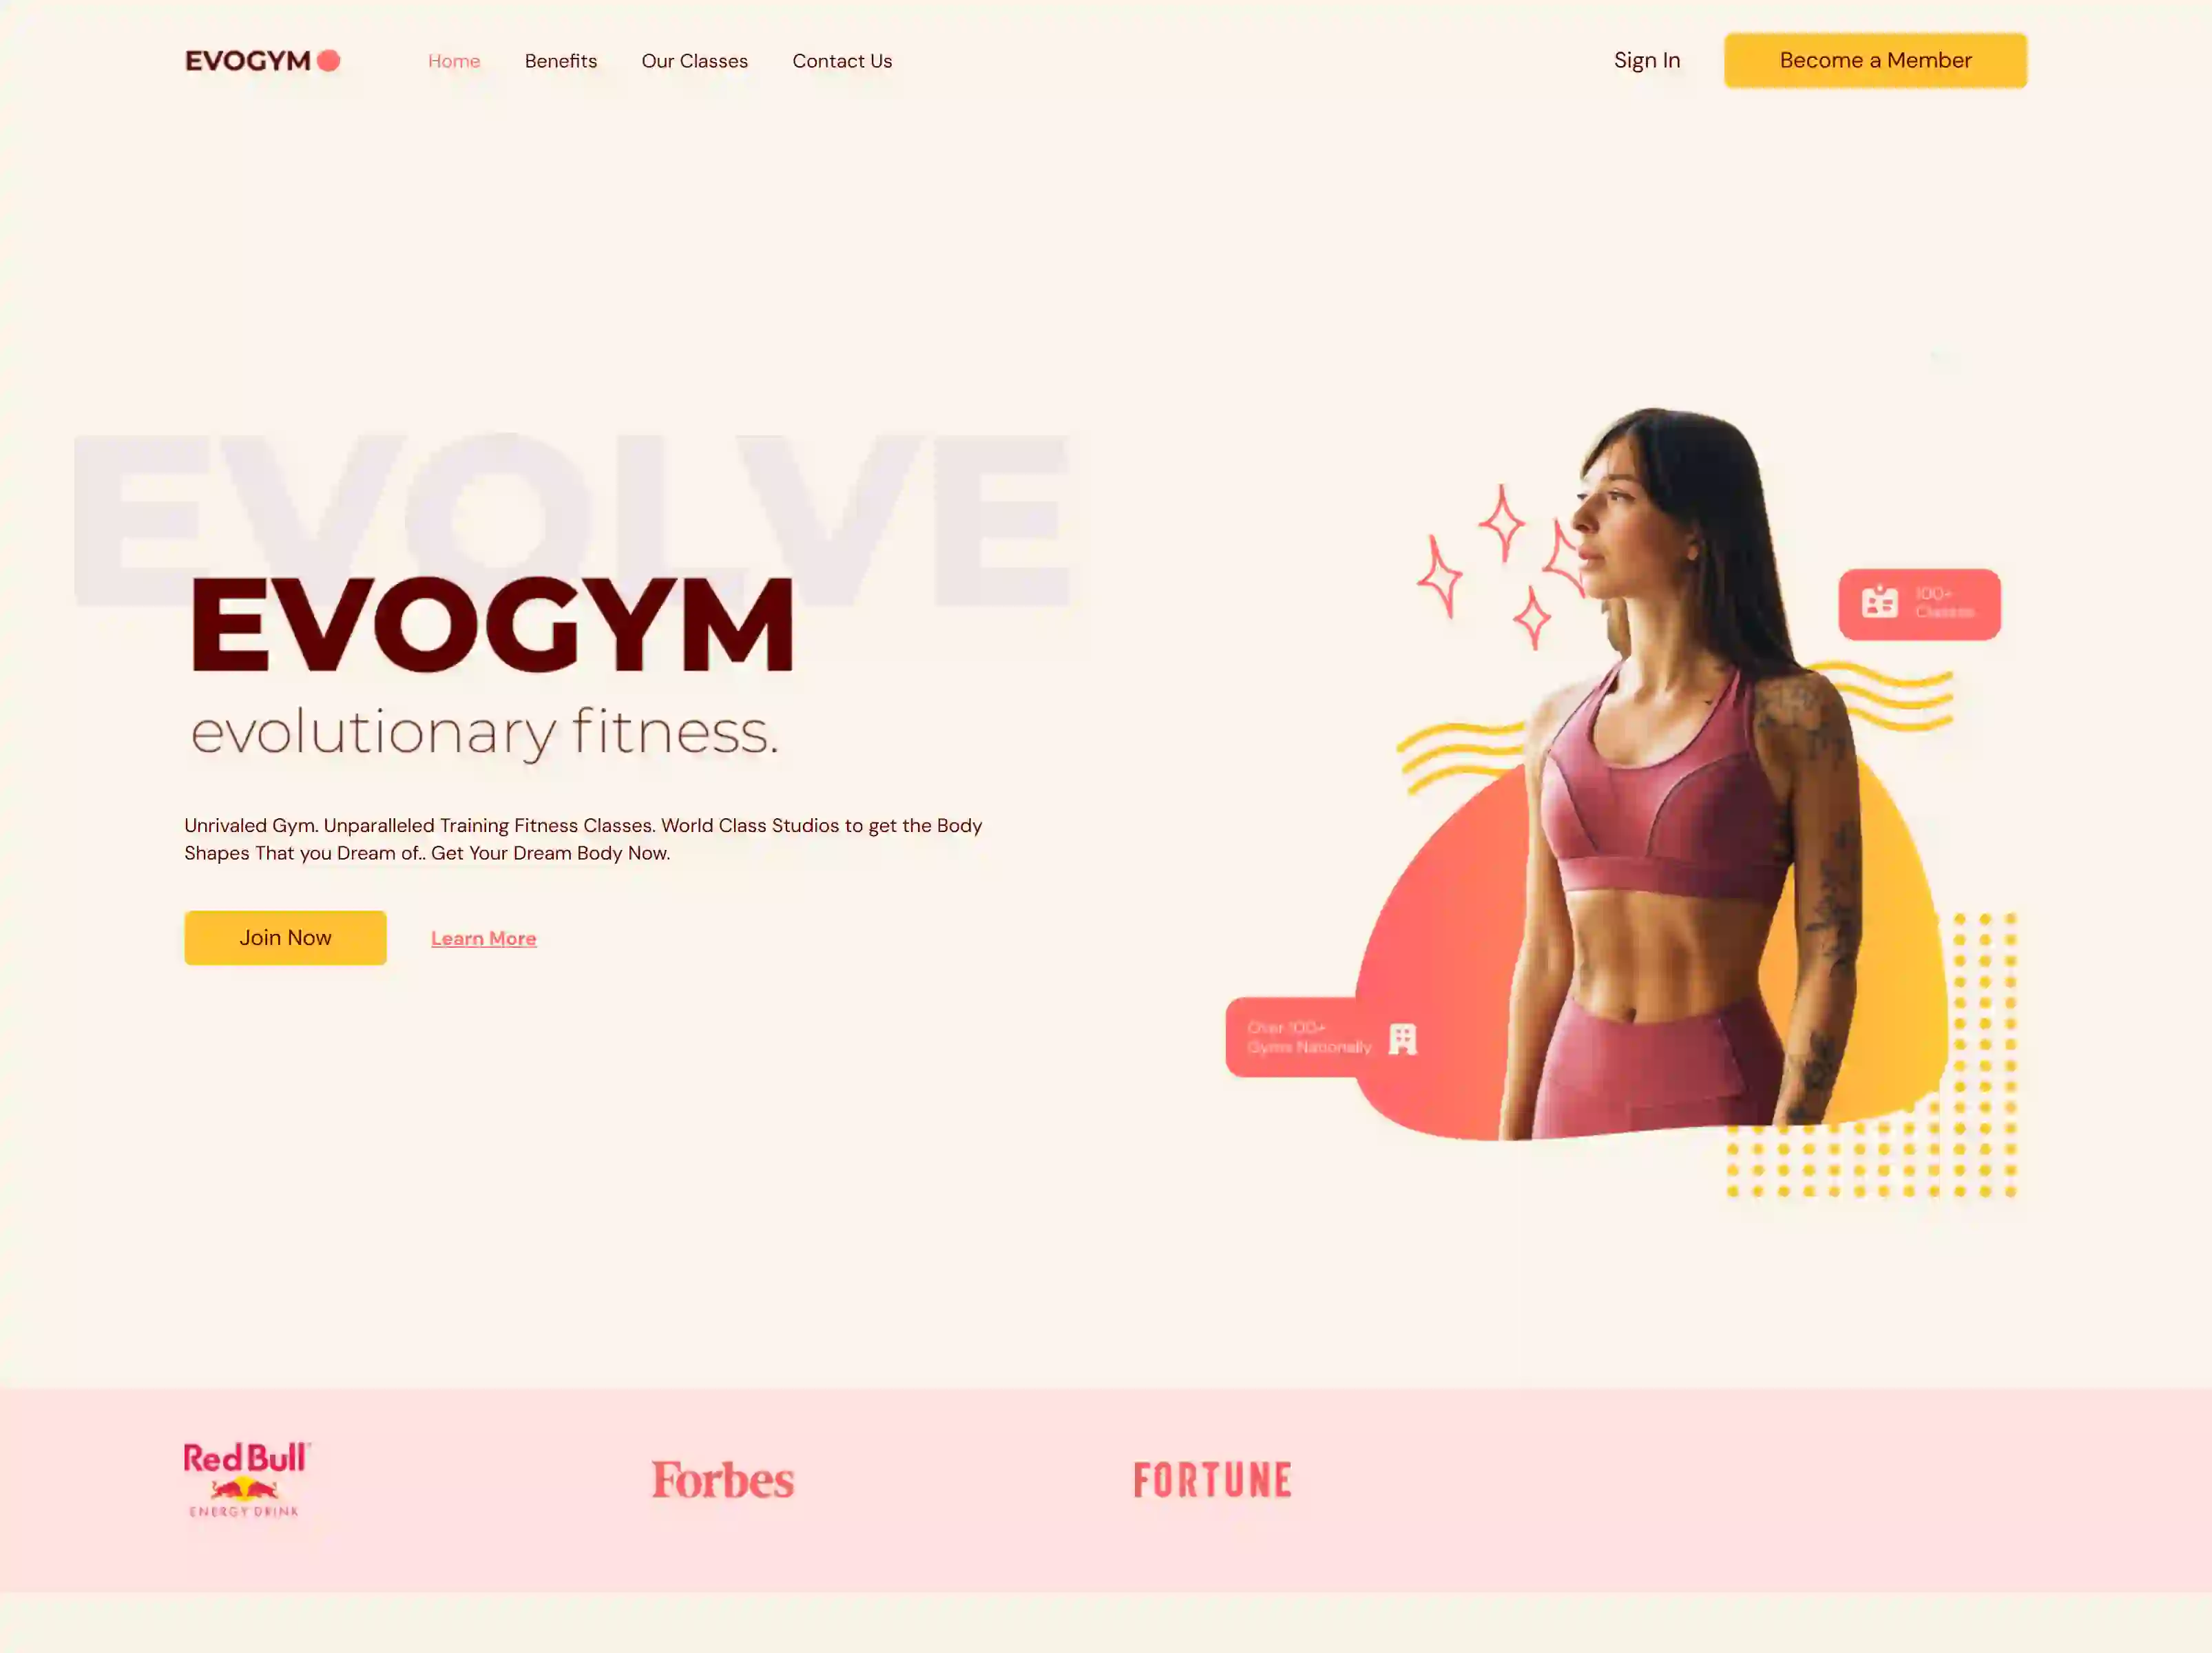 EVOGYM
Home
Benefits
Our Classes
Contact Us
Sign In
Become a Member
EVOLVE
EVOGYM
evolutionary fitness.
Unrivaled Gym. Unparalleled Training Fitness Classes. World Class Studios to get the Body
Shapes That you Dream of.. Get Your Dream Body Now.
Join Now
Learn More
100+
Classes
Over 100+
Gyms Nationally
Red Bull
ENERGY DRINK
Forbes
FORTUNE